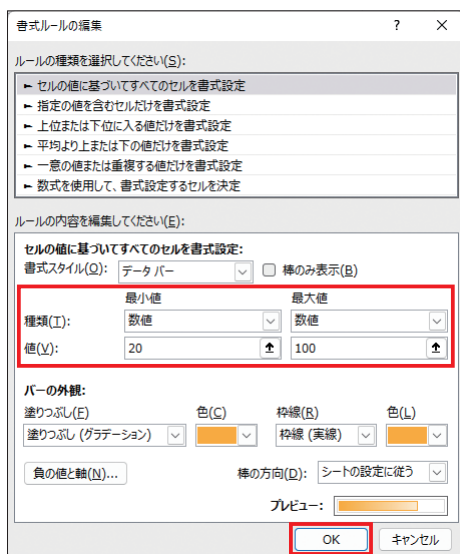 書式ルールの編集 ? ×
ルールの種類を選択してください(S):
► セルの値に基づいてすべてのセルを書式設定
► 指定の値を含むセルだけを書式設定
► 上位または下位に入る値だけを書式設定
► 平均より上または下の値だけを書式設定
► 一意の値または重複する値だけを書式設定
► 数式を使用して、書式設定するセルを決定
ルールの内容を編集してください(E):
セルの値に基づいてすべてのセルを書式設定:
書式スタイル(O): データ バー 棒のみ表示(B)
最小値 最大値
種類(T): 数値 数値
値(V): 20 100
バーの外観:
塗りつぶし(F) 色(C) 枠線(R) 色(L)
塗りつぶし (グラデーション) 枠線 (実線)
負の値と軸(N)... 棒の方向(D): シートの設定に従う
プレビュー:
OK キャンセル